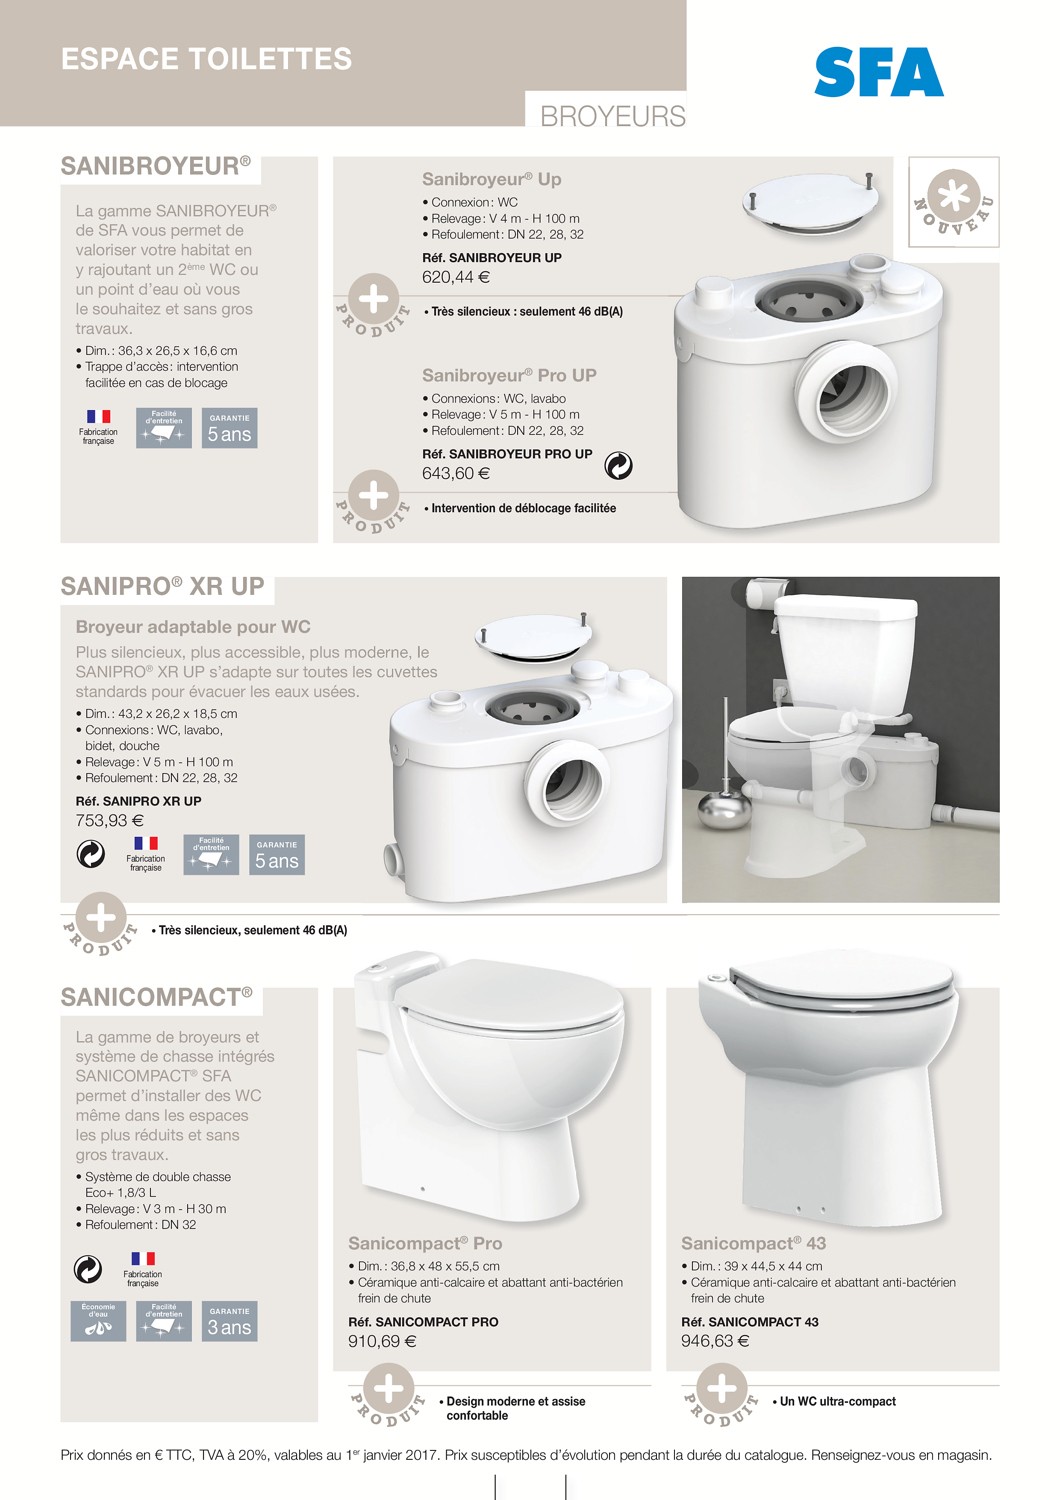 ESPACE TOILETTES
SFA
BROYEURS
SANIBROYEUR®
La gamme SANIBROYEUR®
de SFA vous permet de
valoriser votre habitat en
y rajoutant un 2ème WC ou
un point d’eau où vous
le souhaitez et sans gros
travaux.
• Dim. : 36,3 x 26,5 x 16,6 cm
• Trappe d’accès : intervention
facilitée en cas de blocage
Fabrication
française
Facilité
d’entretien
GARANTIE
5 ans
Sanibroyeur® Up
• Connexion : WC
• Relevage : V 4 m - H 100 m
• Refoulement : DN 22, 28, 32
Réf. SANIBROYEUR UP
620,44 €
PRODUIT
• Très silencieux : seulement 46 dB(A)
NOUVEAU
Sanibroyeur® Pro UP
• Connexions : WC, lavabo
• Relevage : V 5 m - H 100 m
• Refoulement : DN 22, 28, 32
Réf. SANIBROYEUR PRO UP
643,60 €
PRODUIT
• Intervention de déblocage facilitée
SANIPRO® XR UP
Broyeur adaptable pour WC
Plus silencieux, plus accessible, plus moderne, le
SANIPRO® XR UP s’adapte sur toutes les cuvettes
standards pour évacuer les eaux usées.
• Dim. : 43,2 x 26,2 x 18,5 cm
• Connexions : WC, lavabo,
bidet, douche
• Relevage : V 5 m - H 100 m
• Refoulement : DN 22, 28, 32
Réf. SANIPRO XR UP
753,93 €
Fabrication
française
Facilité
d’entretien
GARANTIE
5 ans
PRODUIT
• Très silencieux, seulement 46 dB(A)
SANICOMPACT®
La gamme de broyeurs et
système de chasse intégrés
SANICOMPACT® SFA
permet d’installer des WC
même dans les espaces
les plus réduits et sans
gros travaux.
• Système de double chasse
Eco+ 1,8/3 L
• Relevage : V 3 m - H 30 m
• Refoulement : DN 32
Fabrication
française
Économie
d’eau
Facilité
d’entretien
GARANTIE
3 ans
Sanicompact® Pro
• Dim. : 36,8 x 48 x 55,5 cm
• Céramique anti-calcaire et abattant anti-bactérien
frein de chute
Réf. SANICOMPACT PRO
910,69 €
PRODUIT
• Design moderne et assise
confortable
Sanicompact® 43
• Dim. : 39 x 44,5 x 44 cm
• Céramique anti-calcaire et abattant anti-bactérien
frein de chute
Réf. SANICOMPACT 43
946,63 €
PRODUIT
• Un WC ultra-compact
Prix donnés en € TTC, TVA à 20%, valables au 1er janvier 2017. Prix susceptibles d’évolution pendant la durée du catalogue. Renseignez-vous en magasin.